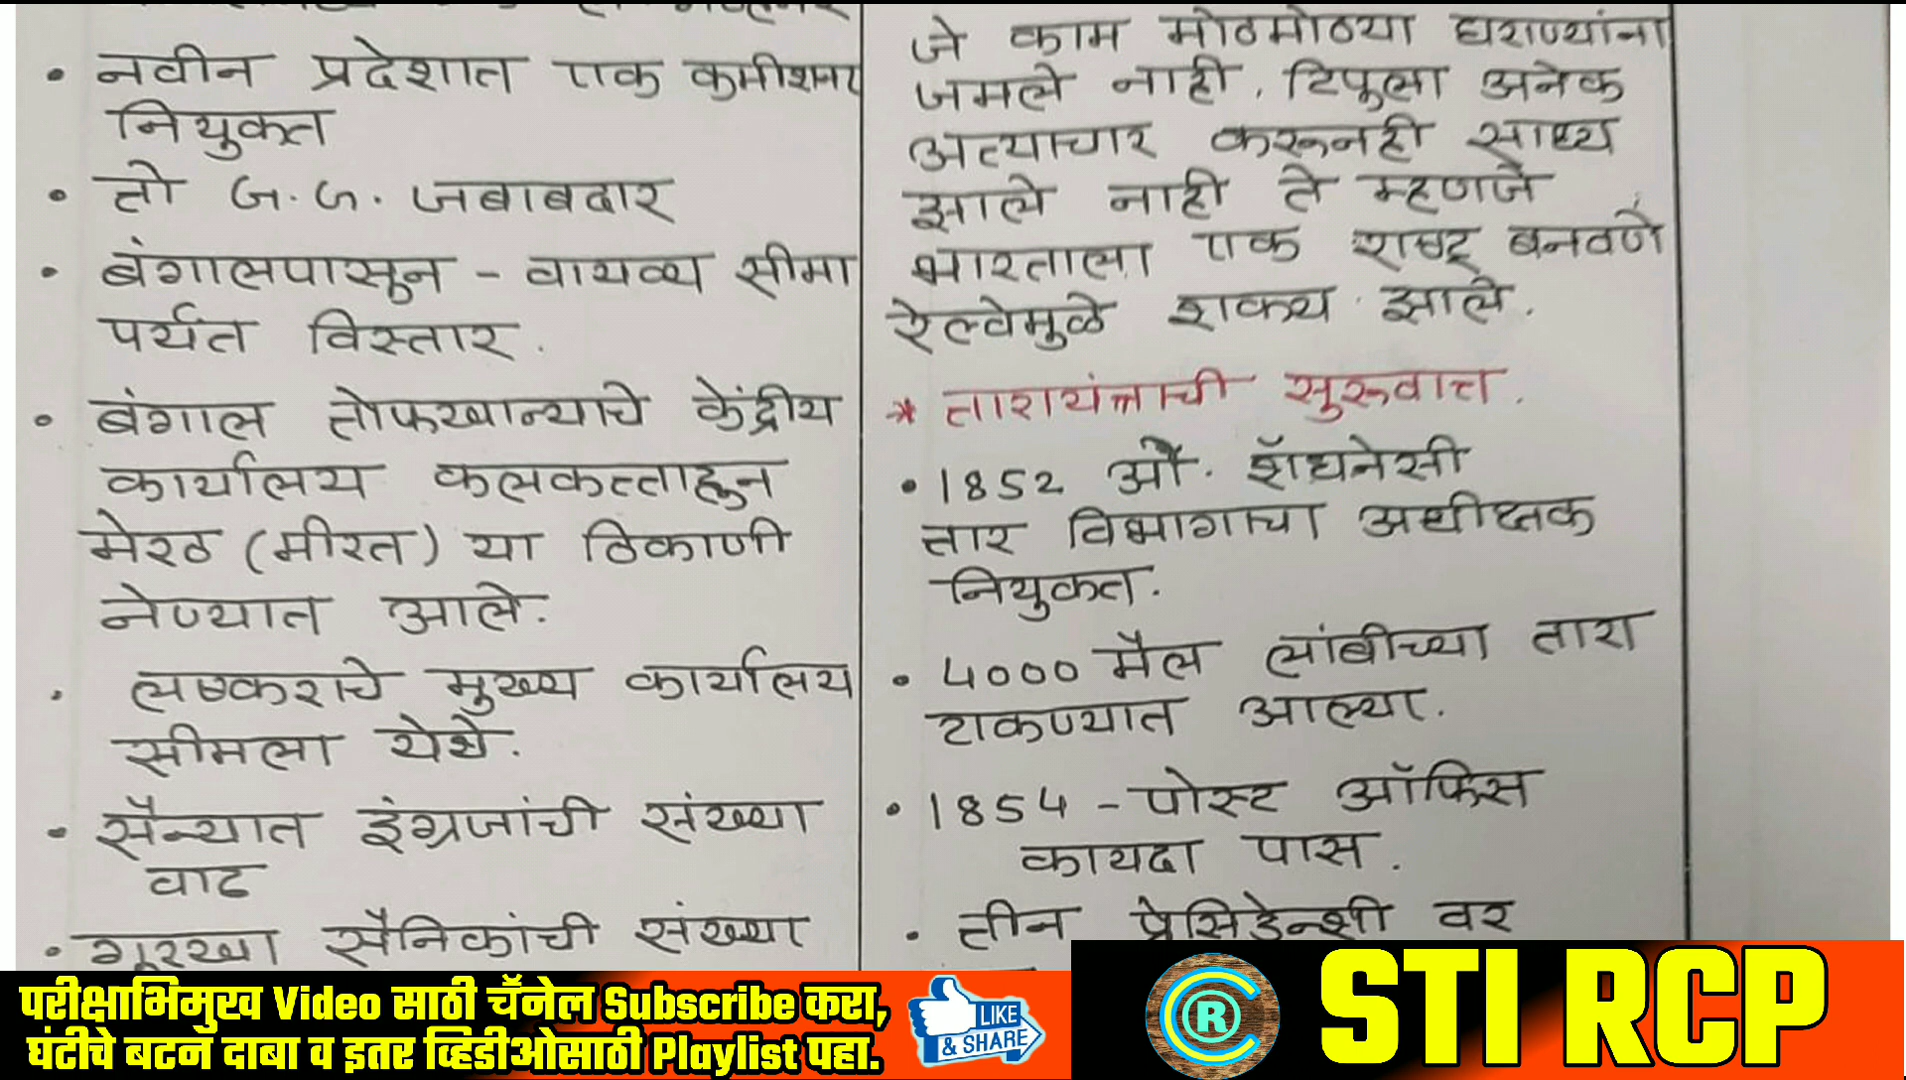 • नवीन प्रदेशात एक कमीशनर
नियुक्त
• तो G.G. जबाबदार
• बंगालपासून - वायव्य सीमा
पर्यंत विस्तार.
• बंगाल तोफखान्याचे केंद्रीय
कार्यालय कलकत्ताहून
मेरठ (मीरत) या ठिकाणी
नेण्यात आले.
• लष्कराचे मुख्य कार्यालय
सीमला येथे.
• सैन्यात इंग्रजांची संख्या
वाढ
• गूरखा सैनिकांची संख्या
जे काम मोठमोठ्या घराण्यांना
जमले नाही, टिपूला अनेक
अत्याचार करूनही साध्य
झाले नाही ते म्हणजे
भारताला एक राष्ट्र बनवणे
रेल्वेमुळे शक्य झाले.
* तारायंत्राची सुरूवात.
• 1852 ओ. शॅघनेसी
तार विभागाचा अधीक्षक
नियुक्त.
• 4000 मैल लांबीच्या तारा
टाकण्यात आल्या.
• 1854 - पोस्ट ऑफिस
कायदा पास.
• तीन प्रेसिडेन्शी वर
परीक्षाभिमुख Video साठी चॅनेल Subscribe करा,
घंटीचे बटन दाबा व इतर व्हिडीओसाठी Playlist पहा.
LIKE
& SHARE
C R STI RCP